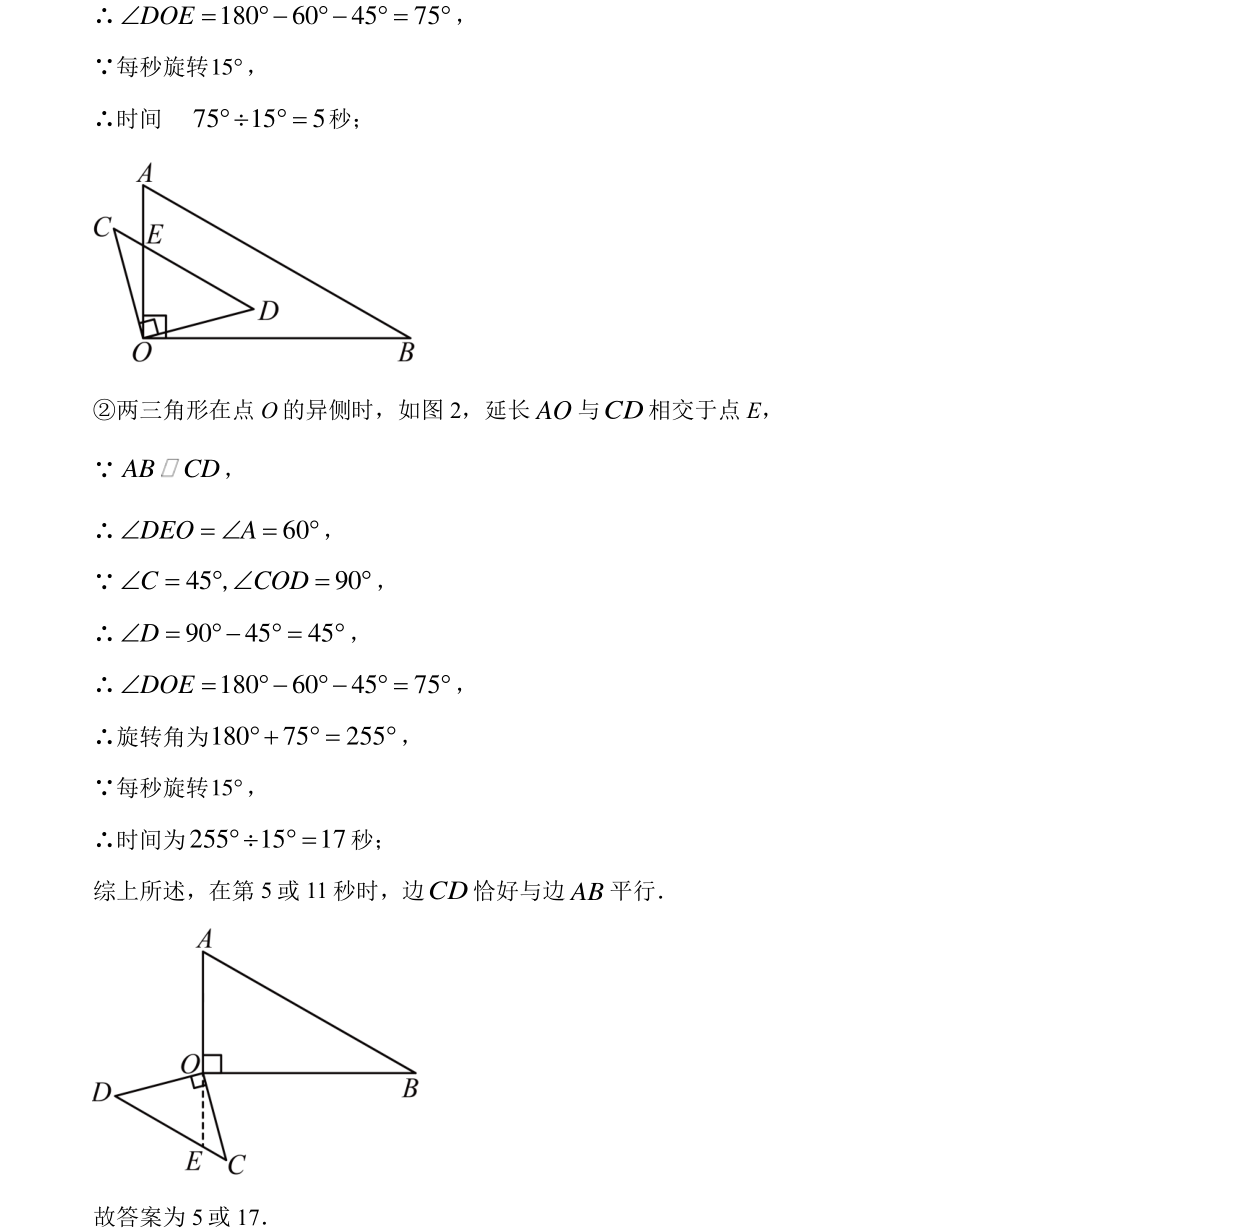 ∴ ∠DOE = 180° − 60° − 45° = 75°，
∵每秒旋转15°，
∴时间 75° ÷ 15° = 5秒；
A
C
E
D
O
B
②两三角形在点 O 的异侧时，如图 2，延长 AO 与 CD 相交于点 E，
∵ AB▱CD，
∴ ∠DEO = ∠A = 60°，
∵ ∠C = 45°, ∠COD = 90°，
∴ ∠D = 90° − 45° = 45°，
∴ ∠DOE = 180° − 60° − 45° = 75°，
∴旋转角为180° + 75° = 255°，
∵每秒旋转15°，
∴时间为255° ÷ 15° = 17 秒；
综上所述，在第 5 或 11 秒时，边 CD 恰好与边 AB 平行．
A
O
D
B
E
C
故答案为 5 或 17．